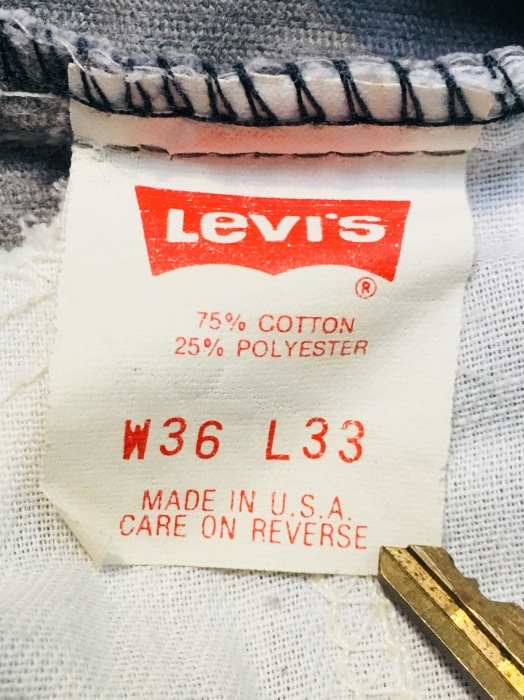 Levi's
®
75% COTTON
25% POLYESTER
W36 L33
MADE IN U.S.A.
CARE ON REVERSE